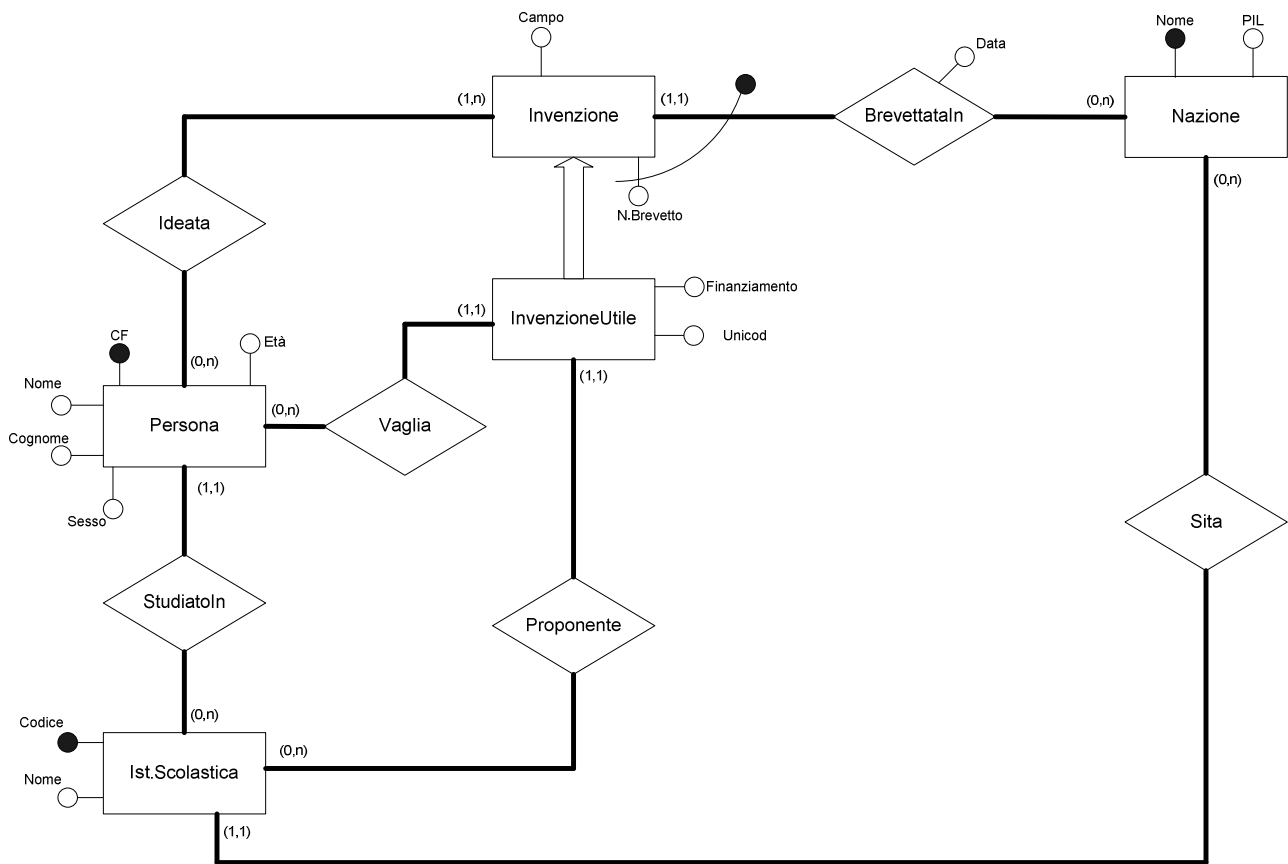 Campo
Nome
PIL
Data
(1,n)
Invenzione
(1,1)
BrevettataIn
(0,n)
Nazione
(0,n)
N.Brevetto
Ideata
Finanziamento
(1,1)
InvenzioneUtile
Unicod
CF
Età
(0,n)
(1,1)
Nome
Persona
(0,n)
Vaglia
Cognome
(1,1)
Sesso
Sita
StudiatoIn
Proponente
(0,n)
Codice
(0,n)
Ist.Scolastica
Nome
(1,1)